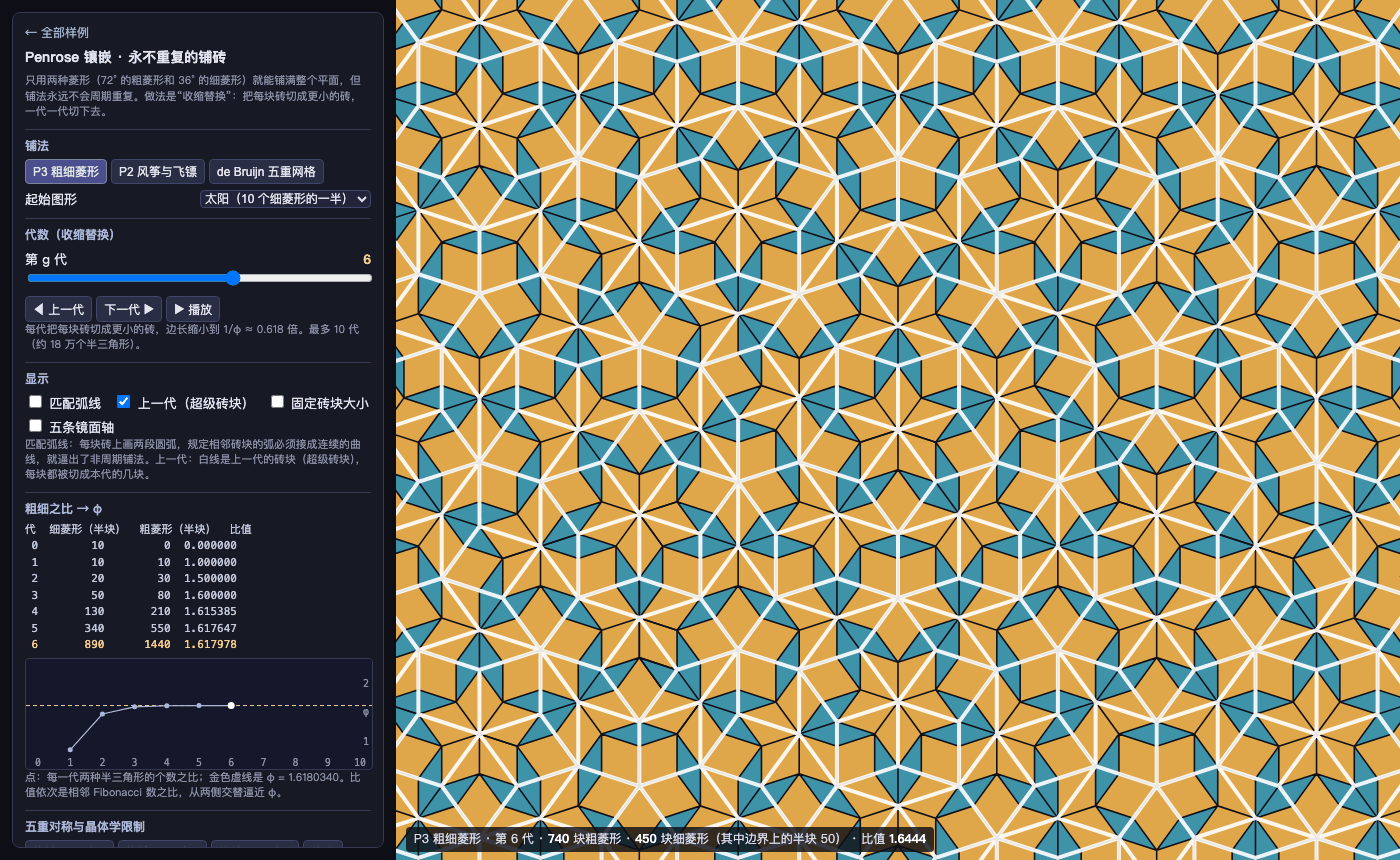 ← 全部样例
Penrose 镶嵌 · 永不重复的铺砖
只用两种菱形（72° 的粗菱形和 36° 的细菱形）就能铺满整个平面，但
铺法永远不会周期重复。做法是“收缩替换”：把每块砖切成更小的砖，
一代一代切下去。
铺法
P3 粗细菱形 P2 风筝与飞镖 de Bruijn 五重网格
起始图形 太阳（10 个细菱形的一半）
代数（收缩替换）
第 g 代 6
◀ 上一代 下一代 ▶ ▶ 播放
每代把每块砖切成更小的砖，边长缩小到 1/φ ≈ 0.618 倍。最多 10 代
（约 18 万个半三角形）。
显示
匹配弧线 上一代（超级砖块） 固定砖块大小
五条镜面轴
匹配弧线：每块砖上画两段圆弧，规定相邻砖块的弧必须接成连续的曲
线，就逼出了非周期铺法。上一代：白线是上一代的砖块（超级砖块），
每块都被切成本代的几块。
粗细之比 → φ
代 细菱形（半块） 粗菱形（半块） 比值
0 10 0 0.000000
1 10 10 1.000000
2 20 30 1.500000
3 50 80 1.600000
4 130 210 1.615385
5 340 550 1.617647
6 890 1440 1.617978
2
φ
1
0 1 2 3 4 5 6 7 8 9 10
点：每一代两种半三角形的个数之比；金色虚线是 φ = 1.6180340。比
值依次是相邻 Fibonacci 数之比，从两侧交替逼近 φ。
五重对称与晶体学限制
P3 粗细菱形 · 第 6 代 · 740 块粗菱形 · 450 块细菱形（其中边界上的半块 50） · 比值 1.6444